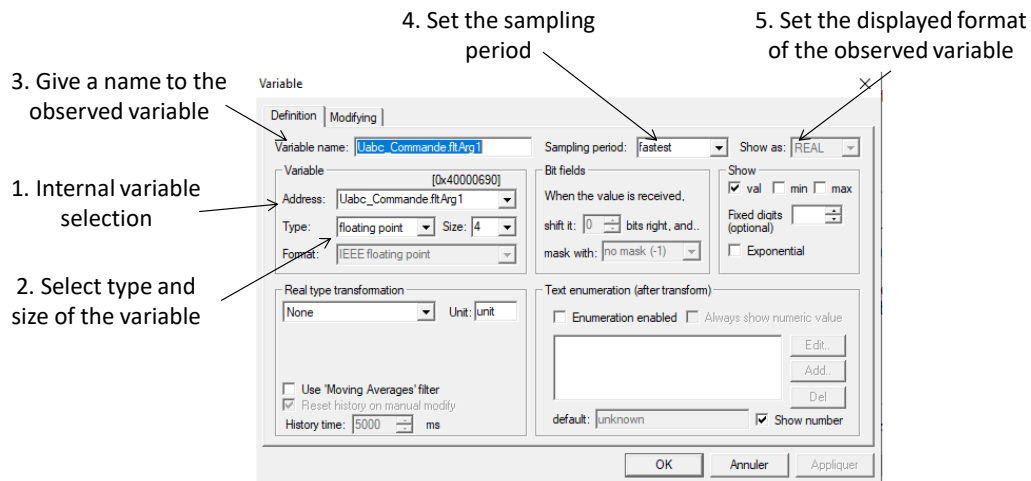 4. Set the sampling
period
5. Set the displayed format
of the observed variable
3. Give a name to the
observed variable
1. Internal variable
selection
2. Select type and
size of the variable
Variable
Definition Modifying
Variable name: Uabc_Commande.fltArg1 Sampling period: fastest Show as: REAL
Variable
[0x40000690]
Address: Uabc_Commande.fltArg1
Type: floating point Size: 4
Format: IEEE floating point
Bit fields
When the value is received,
shift it: 0 bits right, and..
mask with: no mask (-1)
Show
val min max
Fixed digits
(optional)
Exponential
Real type transformation
None Unit: unit
Use 'Moving Averages' filter
Reset history on manual modify
History time: 5000 ms
Text enumeration (after transform)
Enumeration enabled Always show numeric value
Edit..
Add..
Del
default: unknown Show number
OK Annuler Appliquer